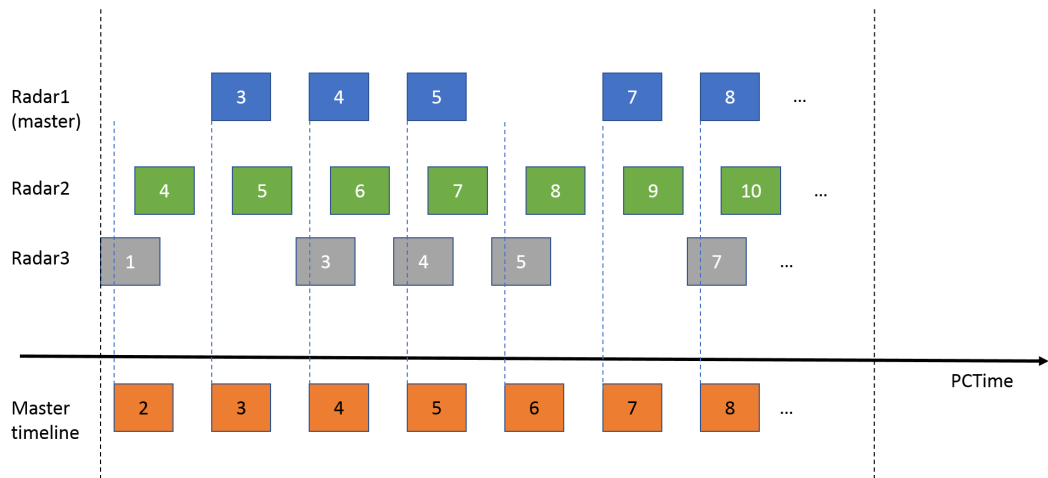 Radar1
(master)
3 4 5 7 8 ...
Radar2
4 5 6 7 8 9 10 ...
Radar3
1 3 4 5 7 ...
PCTime
Master
timeline
2 3 4 5 6 7 8 ...